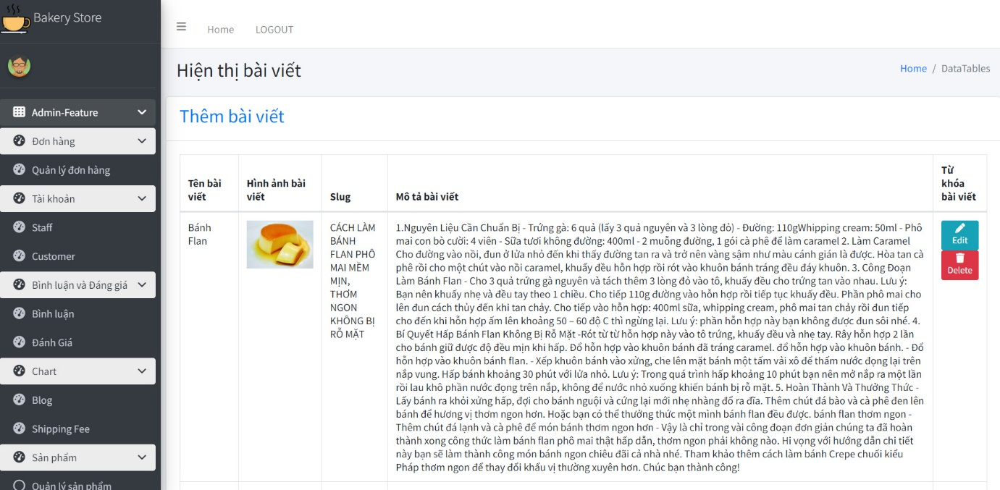 Bakery Store
Home
LOGOUT
Hiện thị bài viết
Home / DataTables
Thêm bài viết
Admin-Feature
Đơn hàng
Quản lý đơn hàng
Tài khoản
Staff
Customer
Bình luận và Đáng giá
Bình luận
Đánh Giá
Chart
Blog
Shipping Fee
Sản phẩm
Quản lý sản phẩm
Tên bài
viết
Hình ảnh bài
viết
Slug
Mô tả bài viết
Từ
khóa
bài viết
Bánh
Flan
CÁCH LÀM
BÁNH
FLAN PHÔ
MAI MỀM
MỊN,
THƠM
NGON
KHÔNG BỊ
RỖ MẶT
1.Nguyên Liệu Cần Chuẩn Bị - Trứng gà: 6 quả (lấy 3 quả nguyên và 3 lòng đỏ) - Đường: 110gWhipping cream: 50ml - Phô
mai con bò cười: 4 viên - Sữa tươi không đường: 400ml - 2 muỗng đường, 1 gói cà phê để làm caramel 2. Làm Caramel
Cho đường vào nồi, đun ở lửa nhỏ đến khi thấy đường tan ra và trở nên vàng sậm như màu cánh gián là được. Hòa tan cà
phê rồi cho một chút vào nồi caramel, khuấy đều hỗn hợp rồi rót vào khuôn bánh tráng đều đáy khuôn. 3. Công Đoạn
Làm Bánh Flan - Cho 3 quả trứng gà nguyên và tách thêm 3 lòng đỏ vào tô, khuấy đều cho trứng tan vào nhau. Lưu ý:
Bạn nên khuấy nhẹ và đều tay theo 1 chiều. Cho tiếp 110g đường vào hỗn hợp rồi tiếp tục khuấy đều. Phần phô mai cho
lên đun cách thủy đến khi tan chảy. Cho tiếp vào hỗn hợp: 400ml sữa, whipping cream, phô mai tan chảy rồi đun tiếp
cho đến khi hỗn hợp ấm lên khoảng 50 – 60 độ C thì ngừng lại. Lưu ý: phần hỗn hợp này bạn không được đun sôi nhé. 4.
Bí Quyết Hấp Bánh Flan Không Bị Rỗ Mặt -Rót từ từ hỗn hợp này vào tô trứng, khuấy đều và nhẹ tay. Rây hỗn hợp 2 lần
cho bánh giữ được độ đều mịn khi hấp. Đổ hỗn hợp vào khuôn bánh đã tráng caramel. đổ hỗn hợp vào khuôn bánh. - Đổ
hỗn hợp vào khuôn bánh flan. - Xếp khuôn bánh vào xửng, che lên mặt bánh một tấm vải xô để thấm nước đọng lại trên
nắp vung. Hấp bánh khoảng 30 phút với lửa nhỏ. Lưu ý: Trong quá trình hấp khoảng 10 phút bạn nên mở nắp ra một lần
rồi lau khô phần nước đọng trên nắp, không để nước nhỏ xuống khiến bánh bị rỗ mặt. 5. Hoàn Thành Và Thưởng Thức -
Lấy bánh ra khỏi xửng hấp, đợi cho bánh nguội và cứng lại mới nhẹ nhàng đổ ra đĩa. Thêm chút đá bào và cà phê đen lên
bánh để hương vị thơm ngon hơn. Hoặc bạn có thể thưởng thức một mình bánh flan đều được. bánh flan thơm ngon -
Thêm chút đá lạnh và cà phê để món bánh thơm ngon hơn - Vậy là chỉ trong vài công đoạn đơn giản chúng ta đã hoàn
thành xong công thức làm bánh flan phô mai thật hấp dẫn, thơm ngon phải không nào. Hi vọng với hướng dẫn chi tiết
này bạn sẽ làm thành công món bánh ngon chiêu đãi cả nhà nhé. Tham khảo thêm cách làm bánh Crepe chuối kiểu
Pháp thơm ngon để thay đổi khẩu vị thường xuyên hơn. Chúc bạn thành công!
Edit
Delete